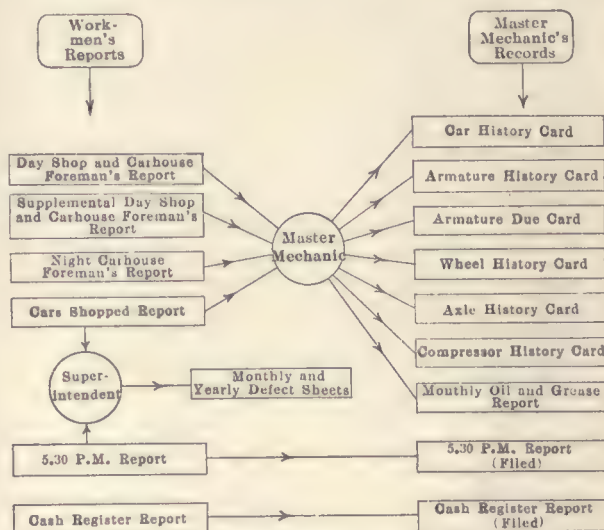 Work-
men's
Reports
Master
Mechanic's
Records
Day Shop and Carhouse
Foreman's Report
Supplemental Day Shop
and Carhouse Foreman's
Report
Night Carhouse
Foreman's Report
Cars Shopped Report
Master
Mechanic
Super-
intendent
Monthly and
Yearly Defect Sheets
5.30 P.M. Report
Cash Register Report
Car History Card
Armature History Card
Armature Due Card
Wheel History Card
Axle History Card
Compressor History Card
Monthly Oil and Grease
Report
5.30 P.M. Report
(Filed)
Cash Register Report
(Filed)